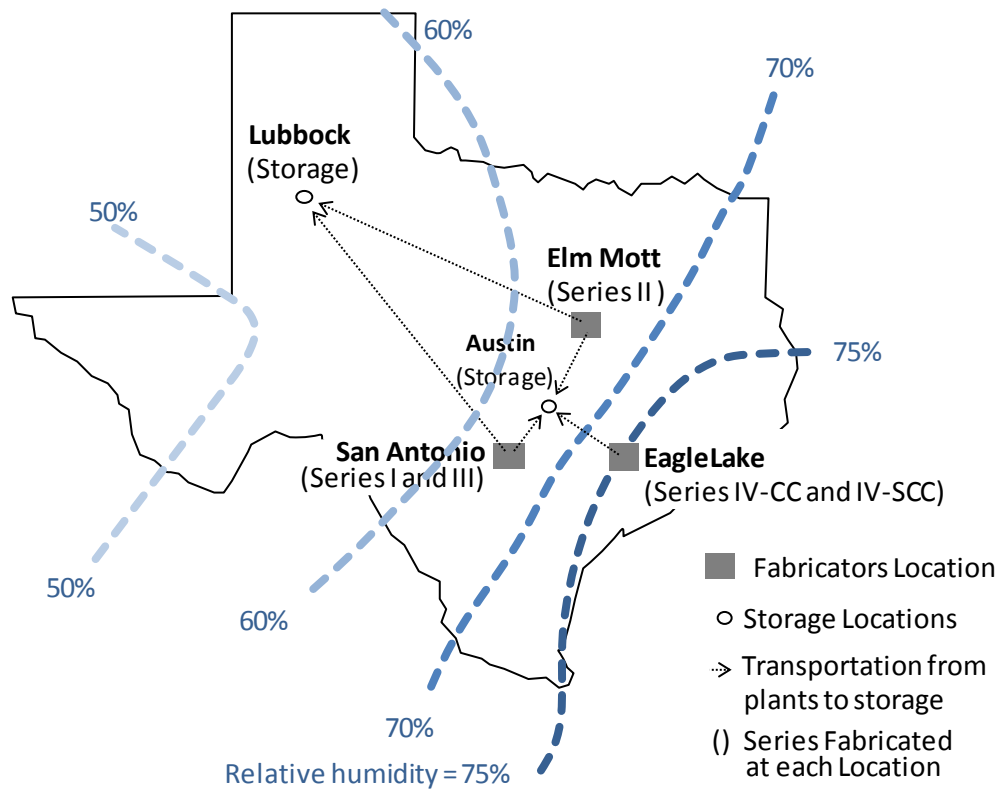 60%
70%
Lubbock
(Storage)
50%
Elm Mott
(Series II )
Austin
(Storage)
75%
San Antonio
(Series I and III)
EagleLake
(Series IV-CC and IV-SCC)
50%
60%
70%
Relative humidity = 75%
Fabricators Location
Storage Locations
Transportation from
plants to storage
() Series Fabricated
at each Location